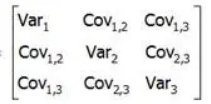 Var₁ Cov₁,₂ Cov₁,₃
Cov₁,₂ Var₂ Cov₂,₃
Cov₁,₃ Cov₂,₃ Var₃